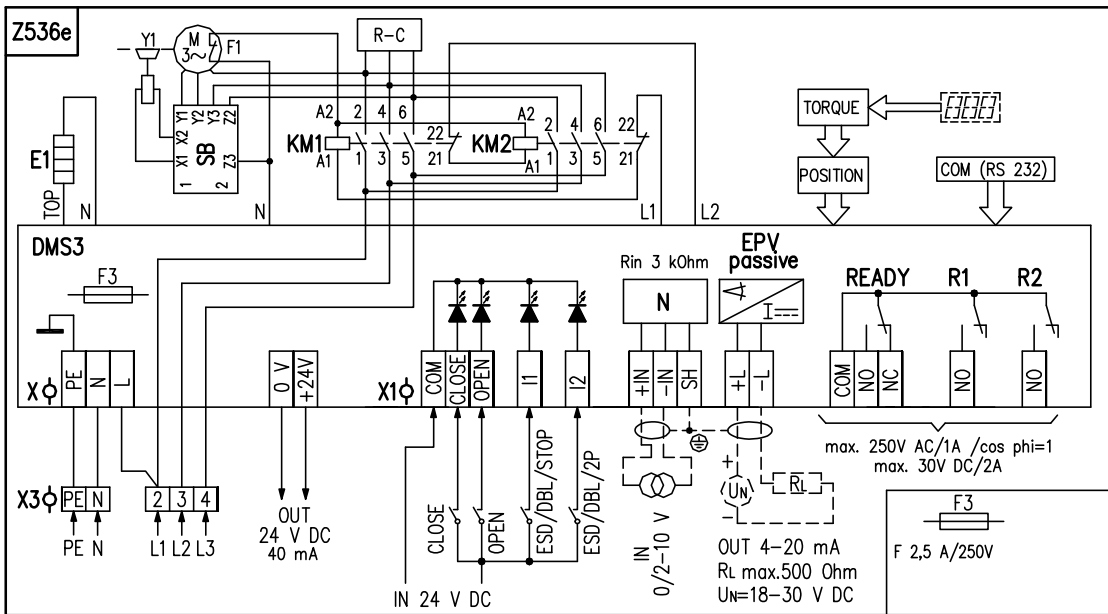 Z536e
Y1
M
3~
F1
R-C
Y1
Y2
Y3
Z2
X2
X1
SB
Z3
1
2
E1
TOP
N
N
A2
2
4
6
22
KM1
A1
1
3
5
21
A2
2
4
6
22
KM2
A1
1
3
5
21
L1
L2
TORQUE
POSITION
COM (RS 232)
DMS3
F3
Rin 3 kOhm
N
EPV
passive
I
READY
R1
R2
X
PE
N
L
0 V
+24V
X1
COM
CLOSE
OPEN
I1
I2
+IN
-IN
SH
+L
-L
COM
NO
NC
NO
NO
max. 250V AC/1A /cos phi=1
max. 30V DC/2A
X3
PE
N
2
3
4
PE N L1 L2 L3
OUT
24 V DC
40 mA
CLOSE
OPEN
ESD/DBL/STOP
ESD/DBL/2P
IN 24 V DC
IN
0/2-10 V
+
UN
-
RL
OUT 4-20 mA
RL max.500 Ohm
UN=18-30 V DC
F3
F 2,5 A/250V